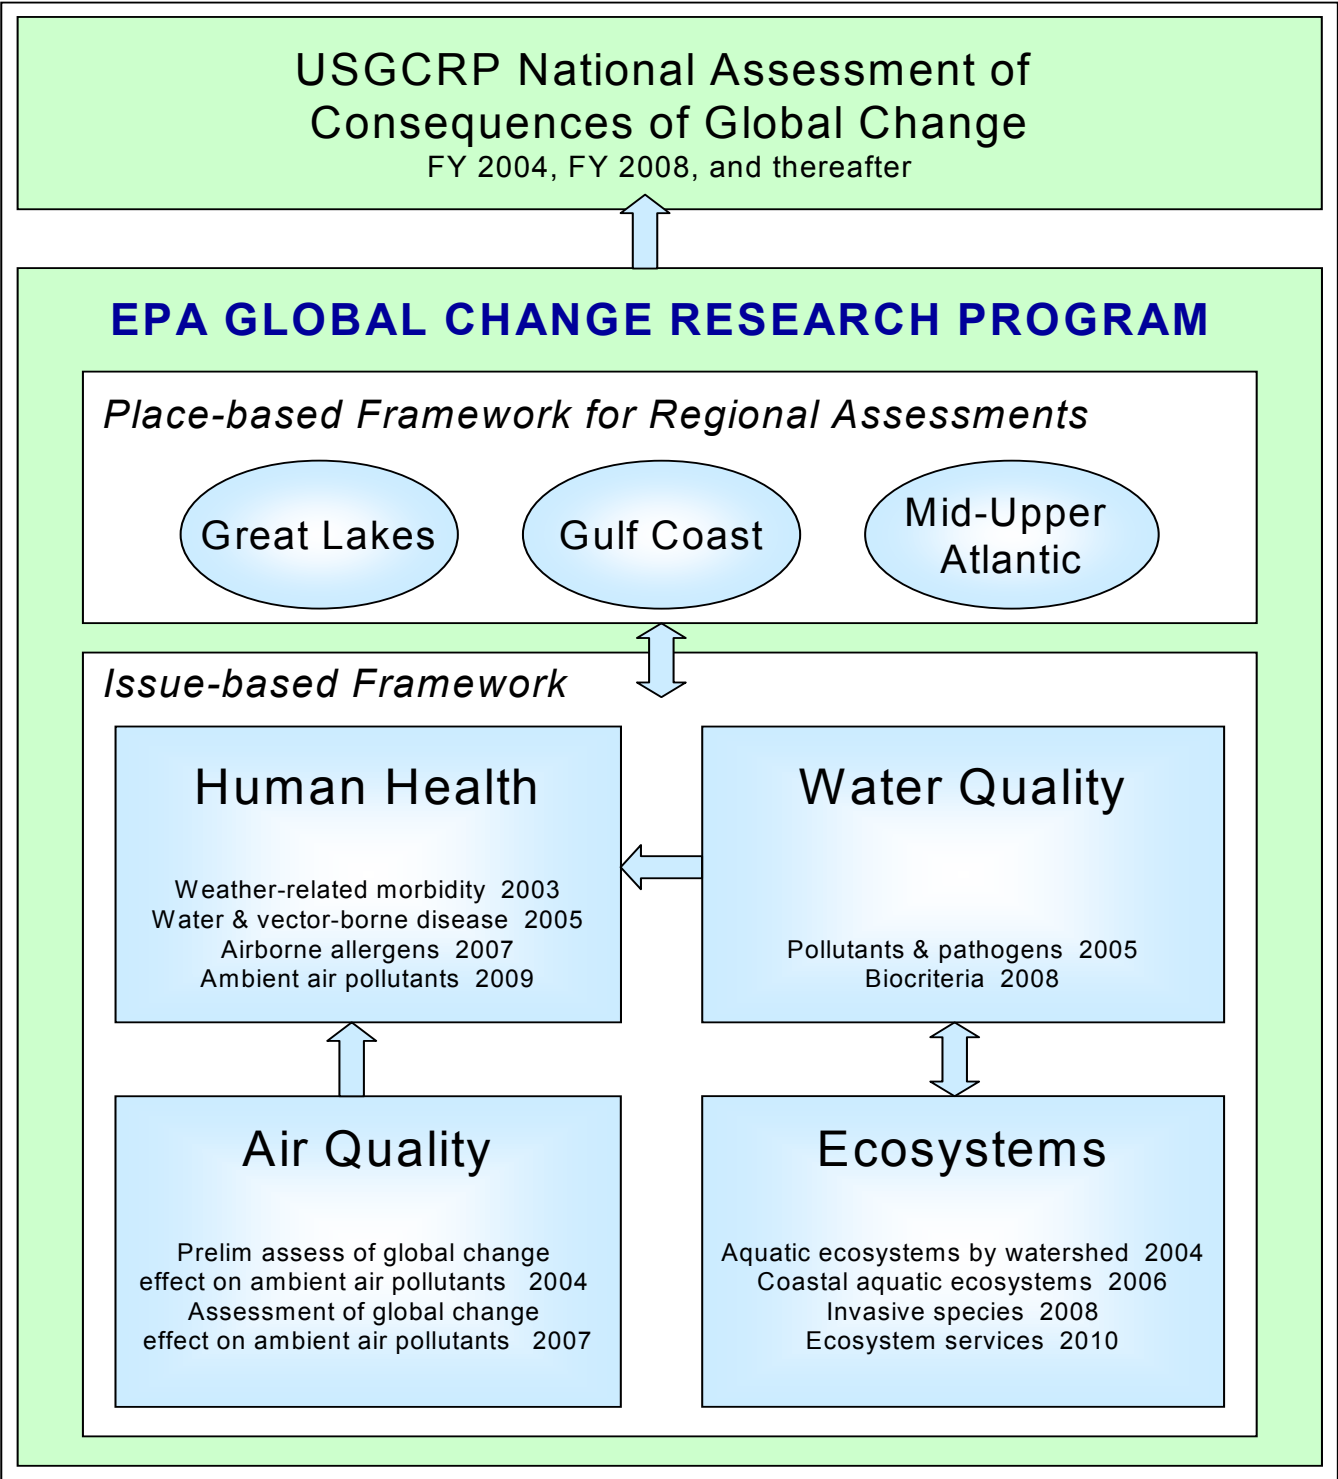 USGCRP National Assessment of
Consequences of Global Change
FY 2004, FY 2008, and thereafter
EPA GLOBAL CHANGE RESEARCH PROGRAM
Place-based Framework for Regional Assessments
Great Lakes
Gulf Coast
Mid-Upper
Atlantic
Issue-based Framework
Human Health
Weather-related morbidity 2003
Water & vector-borne disease 2005
Airborne allergens 2007
Ambient air pollutants 2009
Water Quality
Pollutants & pathogens 2005
Biocriteria 2008
Air Quality
Prelim assess of global change
effect on ambient air pollutants 2004
Assessment of global change
effect on ambient air pollutants 2007
Ecosystems
Aquatic ecosystems by watershed 2004
Coastal aquatic ecosystems 2006
Invasive species 2008
Ecosystem services 2010